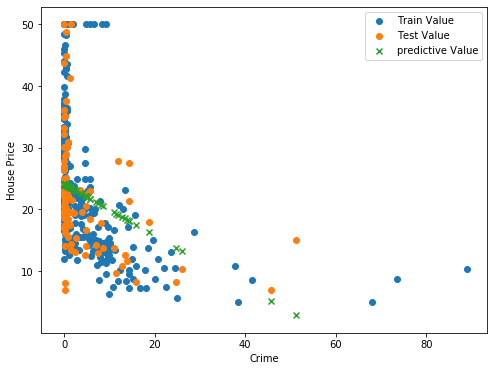 Train Value
Test Value
predictive Value
50
40
30
20
10
House Price
0 20 40 60 80
Crime